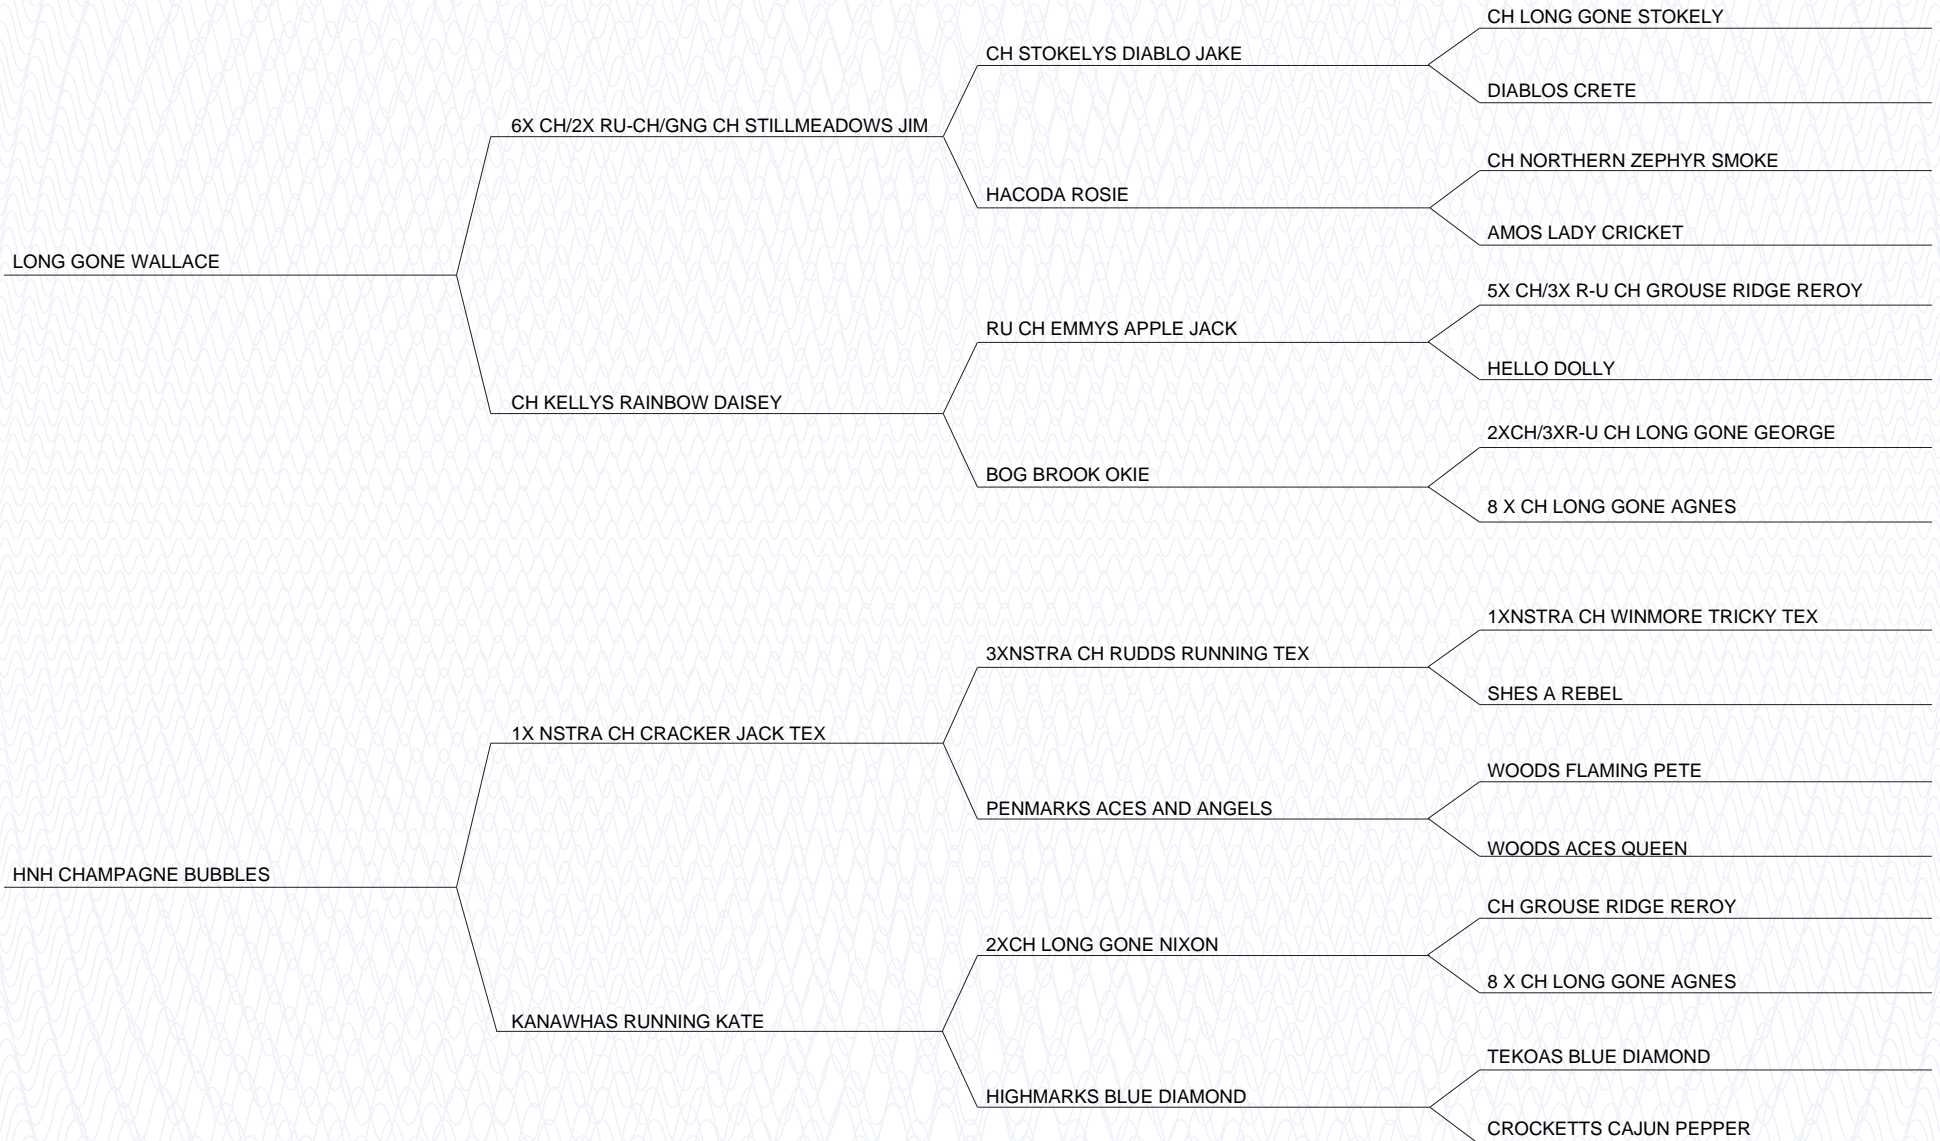 CH LONG GONE STOKELY
CH STOKELYS DIABLO JAKE
DIABLOS CRETE
6X CH/2X RU-CH/GNG CH STILLMEADOWS JIM
CH NORTHERN ZEPHYR SMOKE
HACODA ROSIE
AMOS LADY CRICKET
LONG GONE WALLACE
5X CH/3X R-U CH GROUSE RIDGE REROY
RU CH EMMYS APPLE JACK
HELLO DOLLY
CH KELLYS RAINBOW DAISEY
2XCH/3XR-U CH LONG GONE GEORGE
BOG BROOK OKIE
8 X CH LONG GONE AGNES
1XNSTRA CH WINMORE TRICKY TEX
3XNSTRA CH RUDDS RUNNING TEX
SHES A REBEL
1X NSTRA CH CRACKER JACK TEX
WOODS FLAMING PETE
PENMARKS ACES AND ANGELS
WOODS ACES QUEEN
HNH CHAMPAGNE BUBBLES
CH GROUSE RIDGE REROY
2XCH LONG GONE NIXON
8 X CH LONG GONE AGNES
KANAWHAS RUNNING KATE
TEKOAS BLUE DIAMOND
HIGHMARKS BLUE DIAMOND
CROCKETTS CAJUN PEPPER